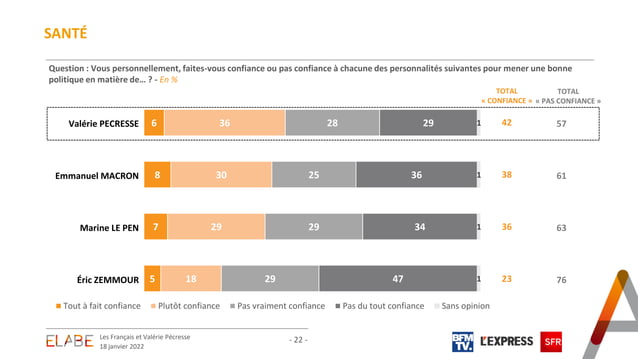 SANTÉ
Question : Vous personnellement, faites-vous confiance ou pas confiance à chacune des personnalités suivantes pour mener une bonne
politique en matière de… ? - En %
TOTAL
« CONFIANCE »
TOTAL
« PAS CONFIANCE »
Valérie PECRESSE 6 36 28 29 1 42 57
Emmanuel MACRON 8 30 25 36 1 38 61
Marine LE PEN 7 29 29 34 1 36 63
Éric ZEMMOUR 5 18 29 47 1 23 76
Tout à fait confiance Plutôt confiance Pas vraiment confiance Pas du tout confiance Sans opinion
ELABE
Les Français et Valérie Pécresse
18 janvier 2022
- 22 -
BFM
TV.
L'EXPRESS
SFR